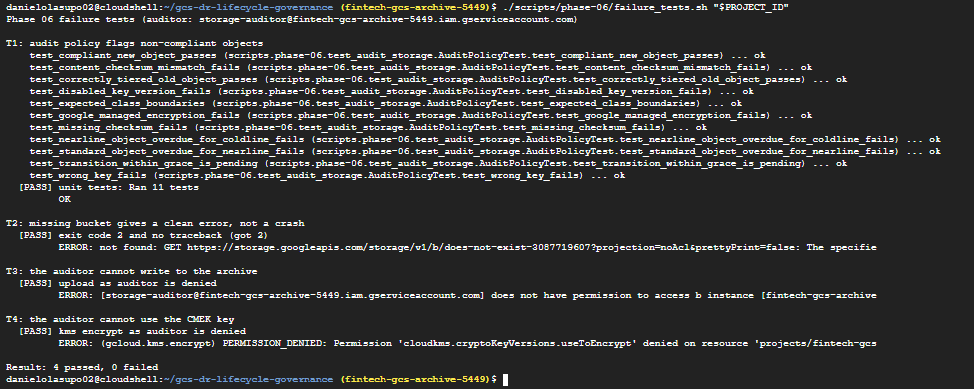 danielolasupo02@cloudshell:~/gcs-dr-lifecycle-governance (fintech-gcs-archive-5449)$ ./scripts/phase-06/failure_tests.sh "$PROJECT_ID"
Phase 06 failure tests (auditor: storage-auditor@fintech-gcs-archive-5449.iam.gserviceaccount.com)
T1: audit policy flags non-compliant objects
test_compliant_new_object_passes (scripts.phase-06.test_audit_storage.AuditPolicyTest.test_compliant_new_object_passes) ... ok
test_content_checksum_mismatch_fails (scripts.phase-06.test_audit_storage.AuditPolicyTest.test_content_checksum_mismatch_fails) ... ok
test_correctly_tiered_old_object_passes (scripts.phase-06.test_audit_storage.AuditPolicyTest.test_correctly_tiered_old_object_passes) ... ok
test_disabled_key_version_fails (scripts.phase-06.test_audit_storage.AuditPolicyTest.test_disabled_key_version_fails) ... ok
test_expected_class_boundaries (scripts.phase-06.test_audit_storage.AuditPolicyTest.test_expected_class_boundaries) ... ok
test_google_managed_encryption_fails (scripts.phase-06.test_audit_storage.AuditPolicyTest.test_google_managed_encryption_fails) ... ok
test_missing_checksum_fails (scripts.phase-06.test_audit_storage.AuditPolicyTest.test_missing_checksum_fails) ... ok
test_nearline_object_overdue_for_coldline_fails (scripts.phase-06.test_audit_storage.AuditPolicyTest.test_nearline_object_overdue_for_coldline_fails) ... ok
test_standard_object_overdue_for_nearline_fails (scripts.phase-06.test_audit_storage.AuditPolicyTest.test_standard_object_overdue_for_nearline_fails) ... ok
test_transition_within_grace_is_pending (scripts.phase-06.test_audit_storage.AuditPolicyTest.test_transition_within_grace_is_pending) ... ok
test_wrong_key_fails (scripts.phase-06.test_audit_storage.AuditPolicyTest.test_wrong_key_fails) ... ok
[PASS] unit tests: Ran 11 tests
OK
T2: missing bucket gives a clean error, not a crash
[PASS] exit code 2 and no traceback (got 2)
ERROR: not found: GET https://storage.googleapis.com/storage/v1/b/does-not-exist-3087719607?projection=noAcl&prettyPrint=false: The specifie
T3: the auditor cannot write to the archive
[PASS] upload as auditor is denied
ERROR: [storage-auditor@fintech-gcs-archive-5449.iam.gserviceaccount.com] does not have permission to access b instance [fintech-gcs-archive
T4: the auditor cannot use the CMEK key
[PASS] kms encrypt as auditor is denied
ERROR: (gcloud.kms.encrypt) PERMISSION_DENIED: Permission 'cloudkms.cryptoKeyVersions.useToEncrypt' denied on resource 'projects/fintech-gcs
Result: 4 passed, 0 failed
danielolasupo02@cloudshell:~/gcs-dr-lifecycle-governance (fintech-gcs-archive-5449)$